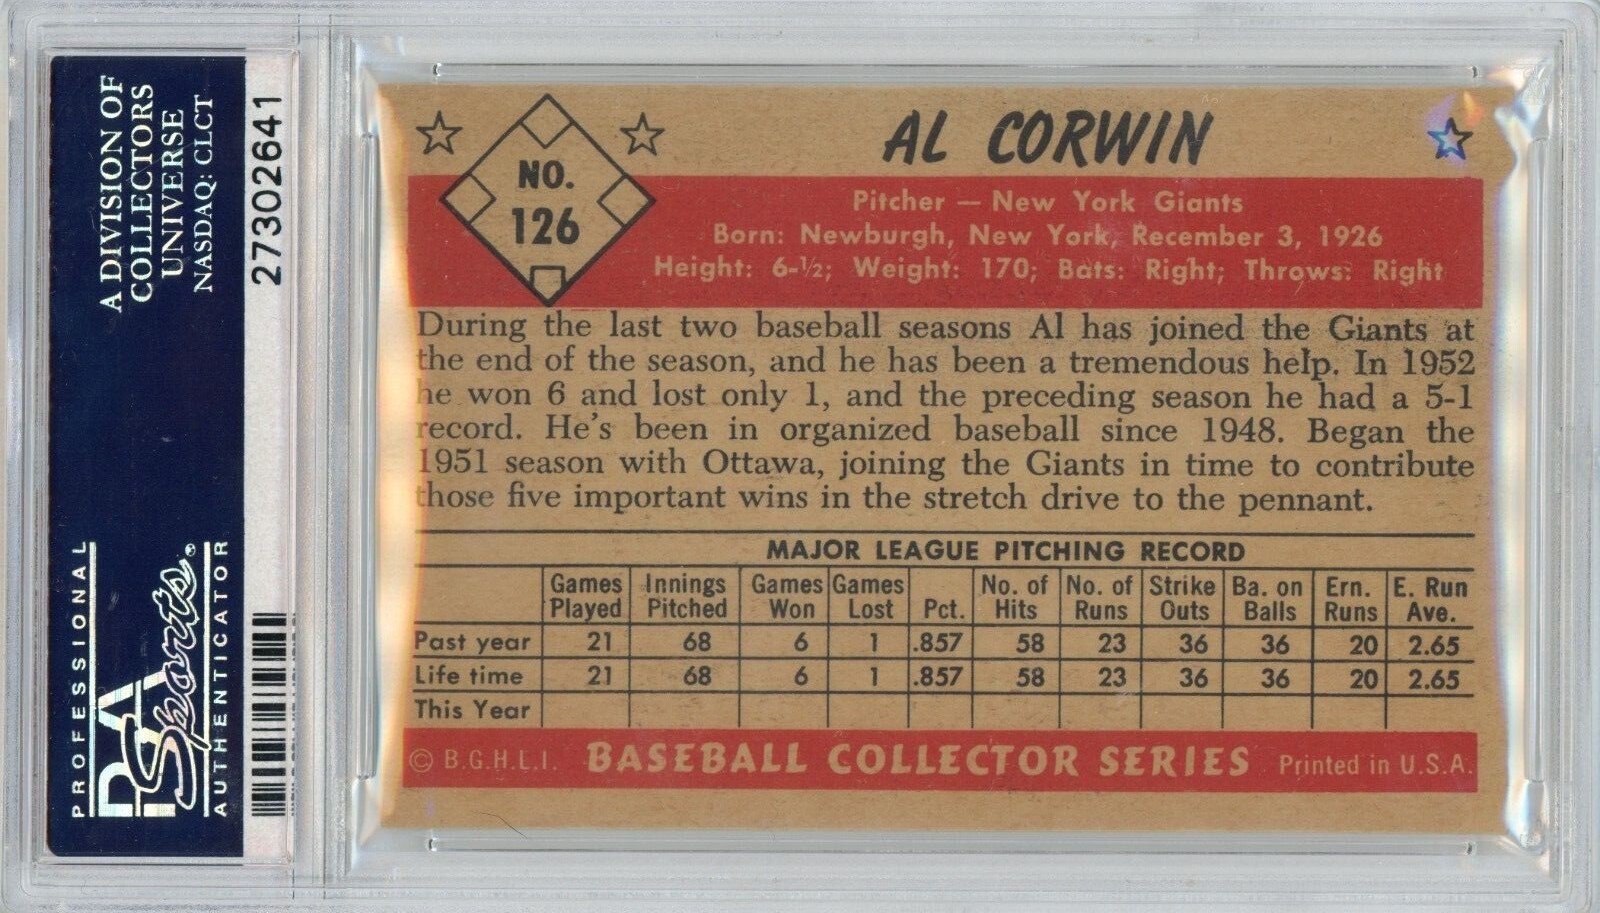 A DIVISION OF
COLLECTORS
UNIVERSE
NASDAQ: CLCT
27302641
PROFESSIONAL
PSA
Sports
AUTHENTICATOR
NO.
126
AL CORWIN
Pitcher — New York Giants
Born: Newburgh, New York, Recember 3, 1926
Height: 6-½; Weight: 170; Bats: Right; Throws: Right
During the last two baseball seasons Al has joined the Giants at
the end of the season, and he has been a tremendous help. In 1952
he won 6 and lost only 1, and the preceding season he had a 5-1
record. He's been in organized baseball since 1948. Began the
1951 season with Ottawa, joining the Giants in time to contribute
those five important wins in the stretch drive to the pennant.
MAJOR LEAGUE PITCHING RECORD
Games Innings Games Games No. of No. of Strike Ba. on Ern. E. Run
Played Pitched Won Lost Pct. Hits Runs Outs Balls Runs Ave.
Past year 21 68 6 1 .857 58 23 36 36 20 2.65
Life time 21 68 6 1 .857 58 23 36 36 20 2.65
This Year
© B.G.H.L.I. BASEBALL COLLECTOR SERIES Printed in U.S.A.